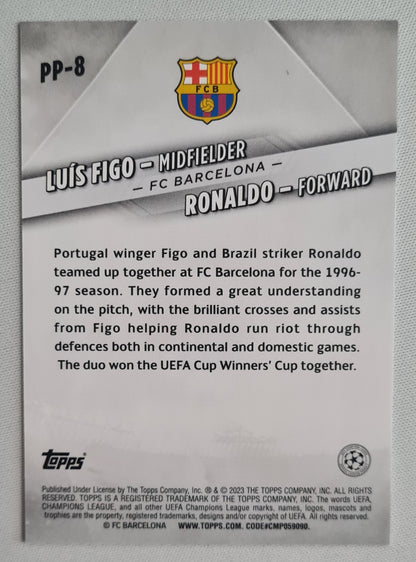 PP-8
FCB
LUÍS FIGO – MIDFIELDER
– FC BARCELONA –
RONALDO – FORWARD
Portugal winger Figo and Brazil striker Ronaldo
teamed up together at FC Barcelona for the 1996-
97 season. They formed a great understanding
on the pitch, with the brilliant crosses and assists
from Figo helping Ronaldo run riot through
defences both in continental and domestic games.
The duo won the UEFA Cup Winners' Cup together.
topps
Published Under License by The Topps Company, Inc. ® & © 2023 THE TOPPS COMPANY, INC. ALL RIGHTS
RESERVED. TOPPS IS A REGISTERED TRADEMARK OF THE TOPPS COMPANY, INC. The words UEFA,
CHAMPIONS LEAGUE, and all other UEFA Champions League marks, names, logos, mascots and
trophies are the property, registered trademarks, designs and/or copyright of UEFA. All rights reserved.
© FC BARCELONA WWW.TOPPS.COM. CODE#CMP059090.